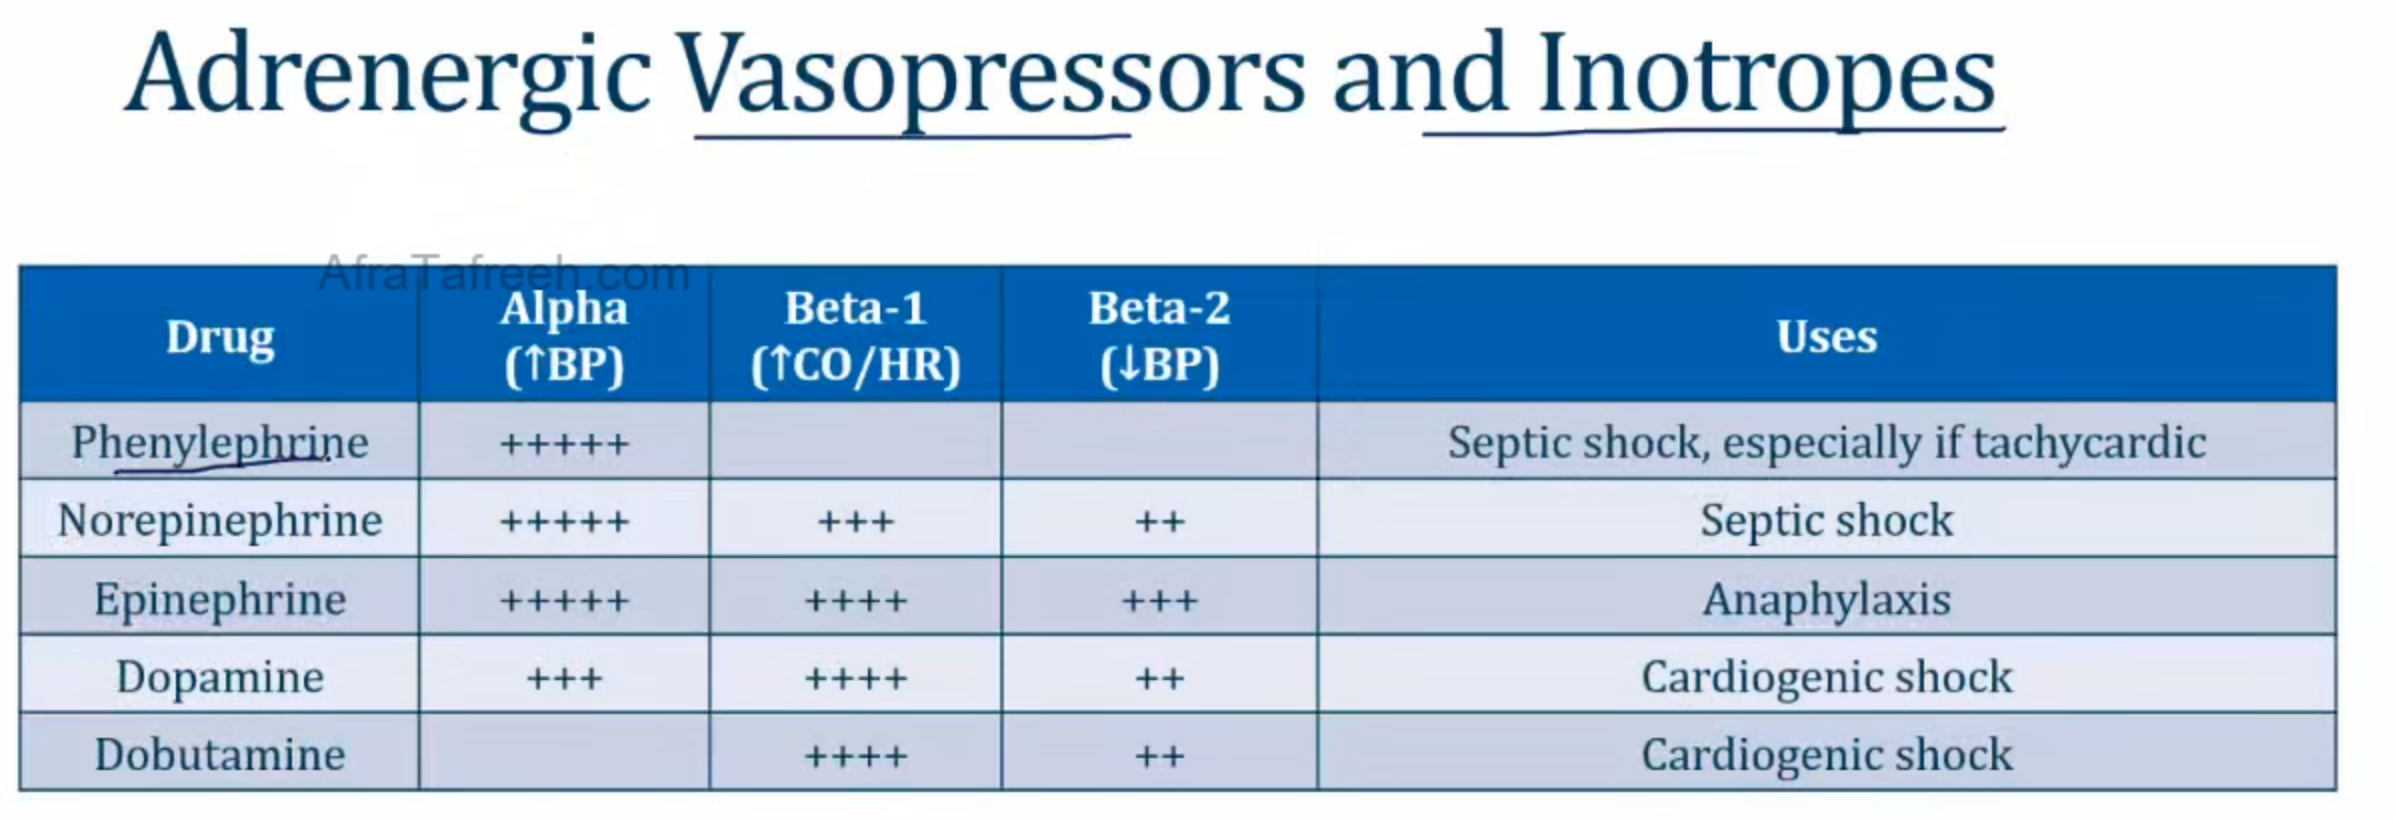 Adrenergic Vasopressors and Inotropes
AfraTafreeh.com
Drug Alpha (↑BP) Beta-1 (↑CO/HR) Beta-2 (↓BP) Uses
Phenylephrine +++++ Septic shock, especially if tachycardic
Norepinephrine +++++ +++ ++ Septic shock
Epinephrine +++++ ++++ +++ Anaphylaxis
Dopamine +++ ++++ ++ Cardiogenic shock
Dobutamine ++++ ++ Cardiogenic shock